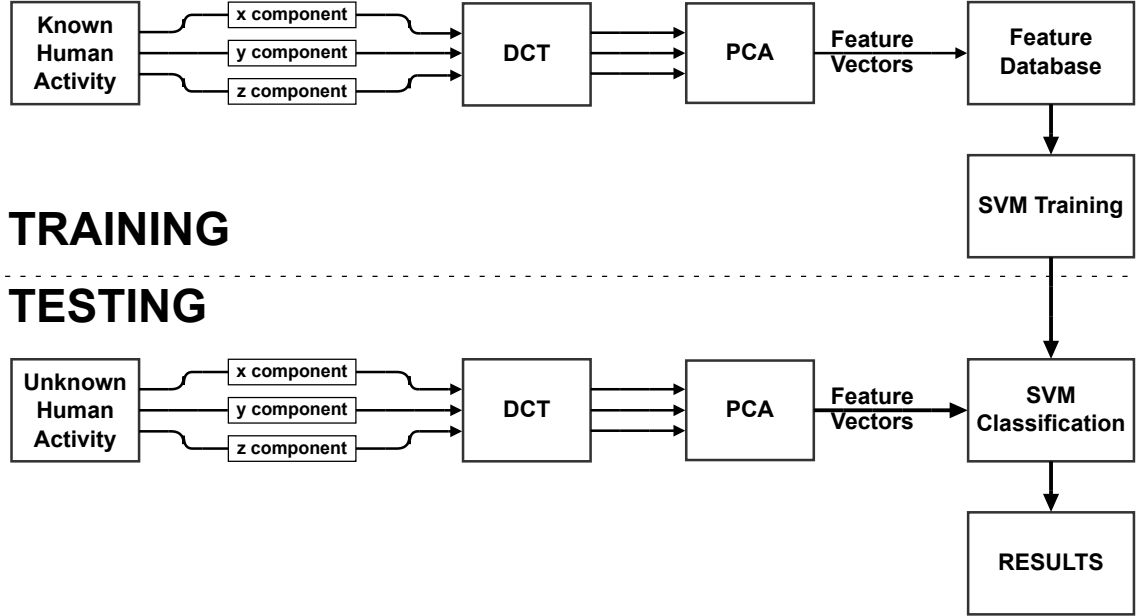 Known
Human
Activity
x component
y component
z component
DCT
PCA
Feature
Vectors
Feature
Database
SVM Training
TRAINING
TESTING
Unknown
Human
Activity
x component
y component
z component
DCT
PCA
Feature
Vectors
SVM
Classification
RESULTS